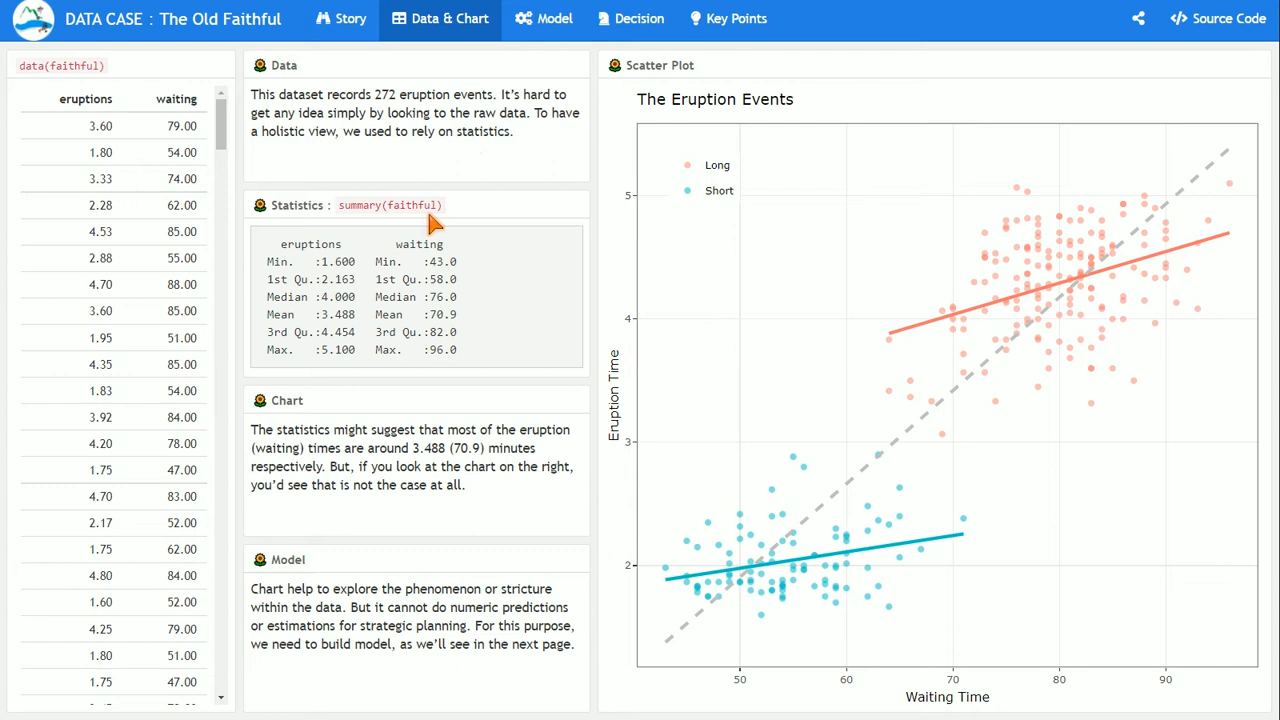 DATA CASE : The Old Faithful
Story
Data & Chart
Model
Decision
Key Points
Source Code
data(faithful)
eruptions waiting
3.60 79.00
1.80 54.00
3.33 74.00
2.28 62.00
4.53 85.00
2.88 55.00
4.70 88.00
3.60 85.00
1.95 51.00
4.35 85.00
1.83 54.00
3.92 84.00
4.20 78.00
1.75 47.00
4.70 83.00
2.17 52.00
1.75 62.00
4.80 84.00
1.60 52.00
4.25 79.00
1.80 51.00
1.75 47.00
Data
This dataset records 272 eruption events. It's hard to
get any idea simply by looking to the raw data. To have
a holistic view, we used to rely on statistics.
Statistics : summary(faithful)
eruptions waiting
Min. :1.600 Min. :43.0
1st Qu.:2.163 1st Qu.:58.0
Median :4.000 Median :76.0
Mean :3.488 Mean :70.9
3rd Qu.:4.454 3rd Qu.:82.0
Max. :5.100 Max. :96.0
Chart
The statistics might suggest that most of the eruption
(waiting) times are around 3.488 (70.9) minutes
respectively. But, if you look at the chart on the right,
you'd see that is not the case at all.
Model
Chart help to explore the phenomenon or stricture
within the data. But it cannot do numeric predictions
or estimations for strategic planning. For this purpose,
we need to build model, as we'll see in the next page.
Scatter Plot
The Eruption Events
Long
Short
Eruption Time
5
4
3
2
50 60 70 80 90
Waiting Time